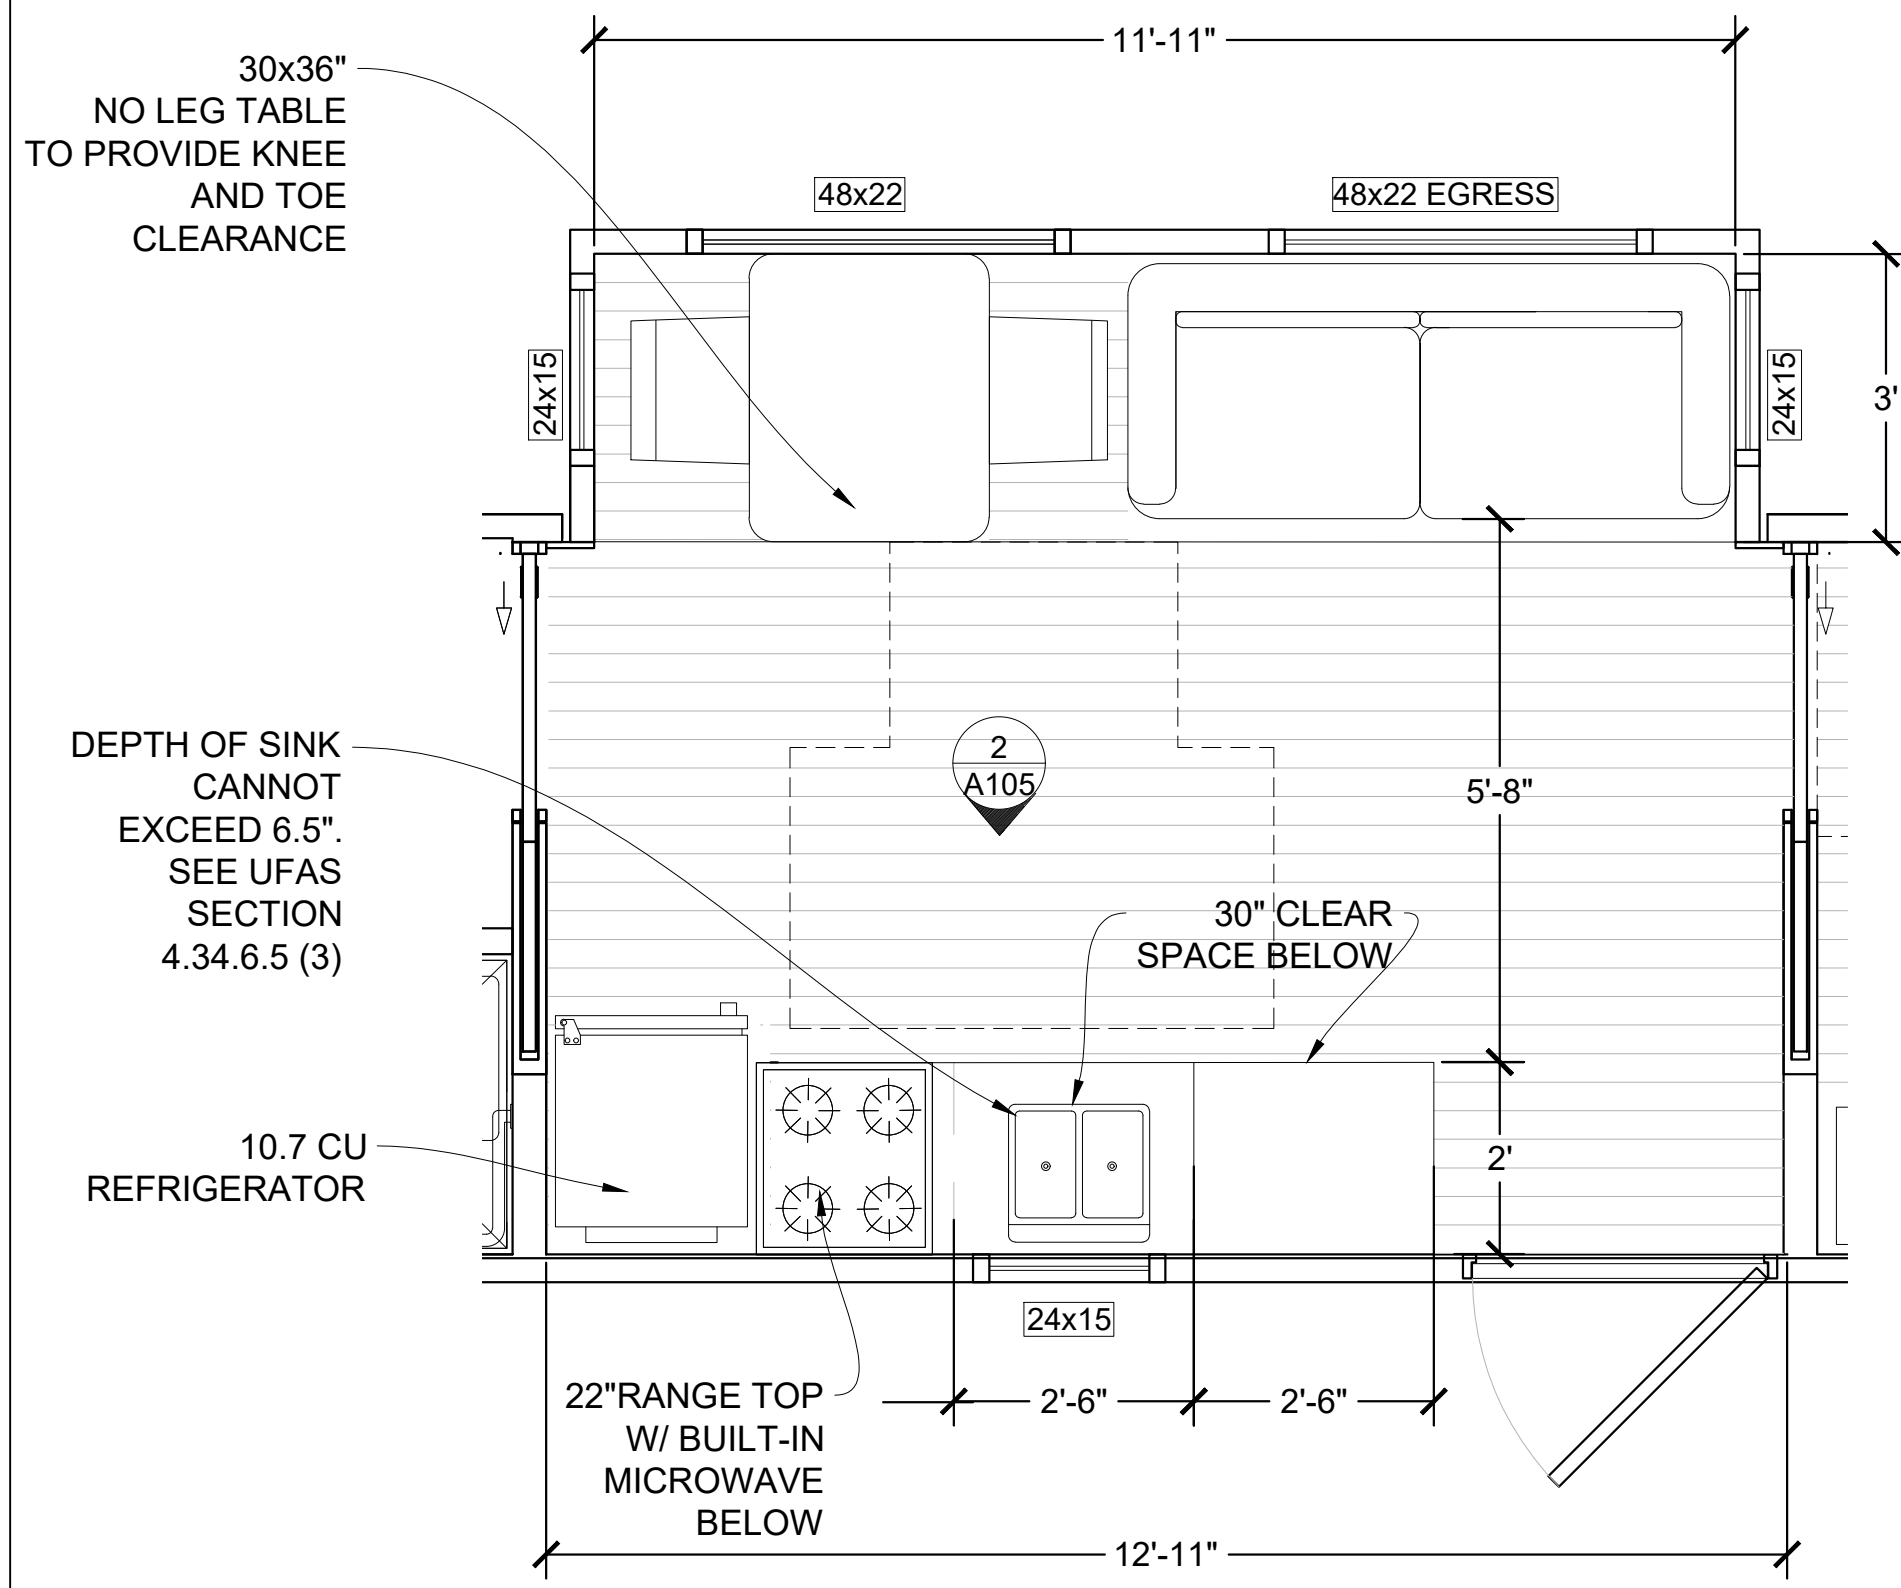 11'-11"
30x36"
NO LEG TABLE
TO PROVIDE KNEE
AND TOE
CLEARANCE
48x22
48x22 EGRESS
24x15
24x15
3'
DEPTH OF SINK
CANNOT
EXCEED 6.5".
SEE UFAS
SECTION
4.34.6.5 (3)
2
A105
5'-8"
30" CLEAR
SPACE BELOW
10.7 CU
REFRIGERATOR
2'
24x15
22"RANGE TOP
W/ BUILT-IN
MICROWAVE
BELOW
2'-6"
2'-6"
12'-11"